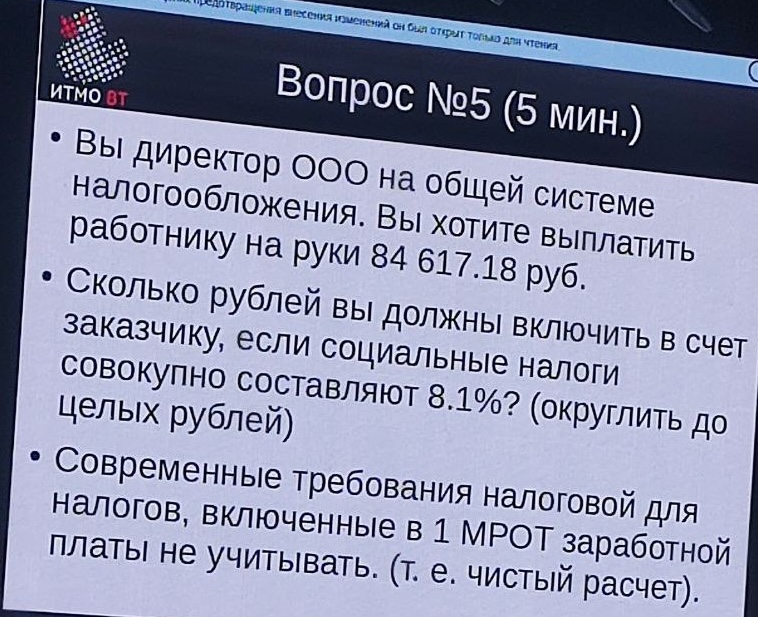 предотвращения внесения изменений он был открыт только для чтения.
ИТМО ВТ
Вопрос №5 (5 мин.)
• Вы директор ООО на общей системе
налогообложения. Вы хотите выплатить
работнику на руки 84 617.18 руб.
• Сколько рублей вы должны включить в счет
заказчику, если социальные налоги
совокупно составляют 8.1%? (округлить до
целых рублей)
• Современные требования налоговой для
налогов, включенные в 1 МРОТ заработной
платы не учитывать. (т. е. чистый расчет).